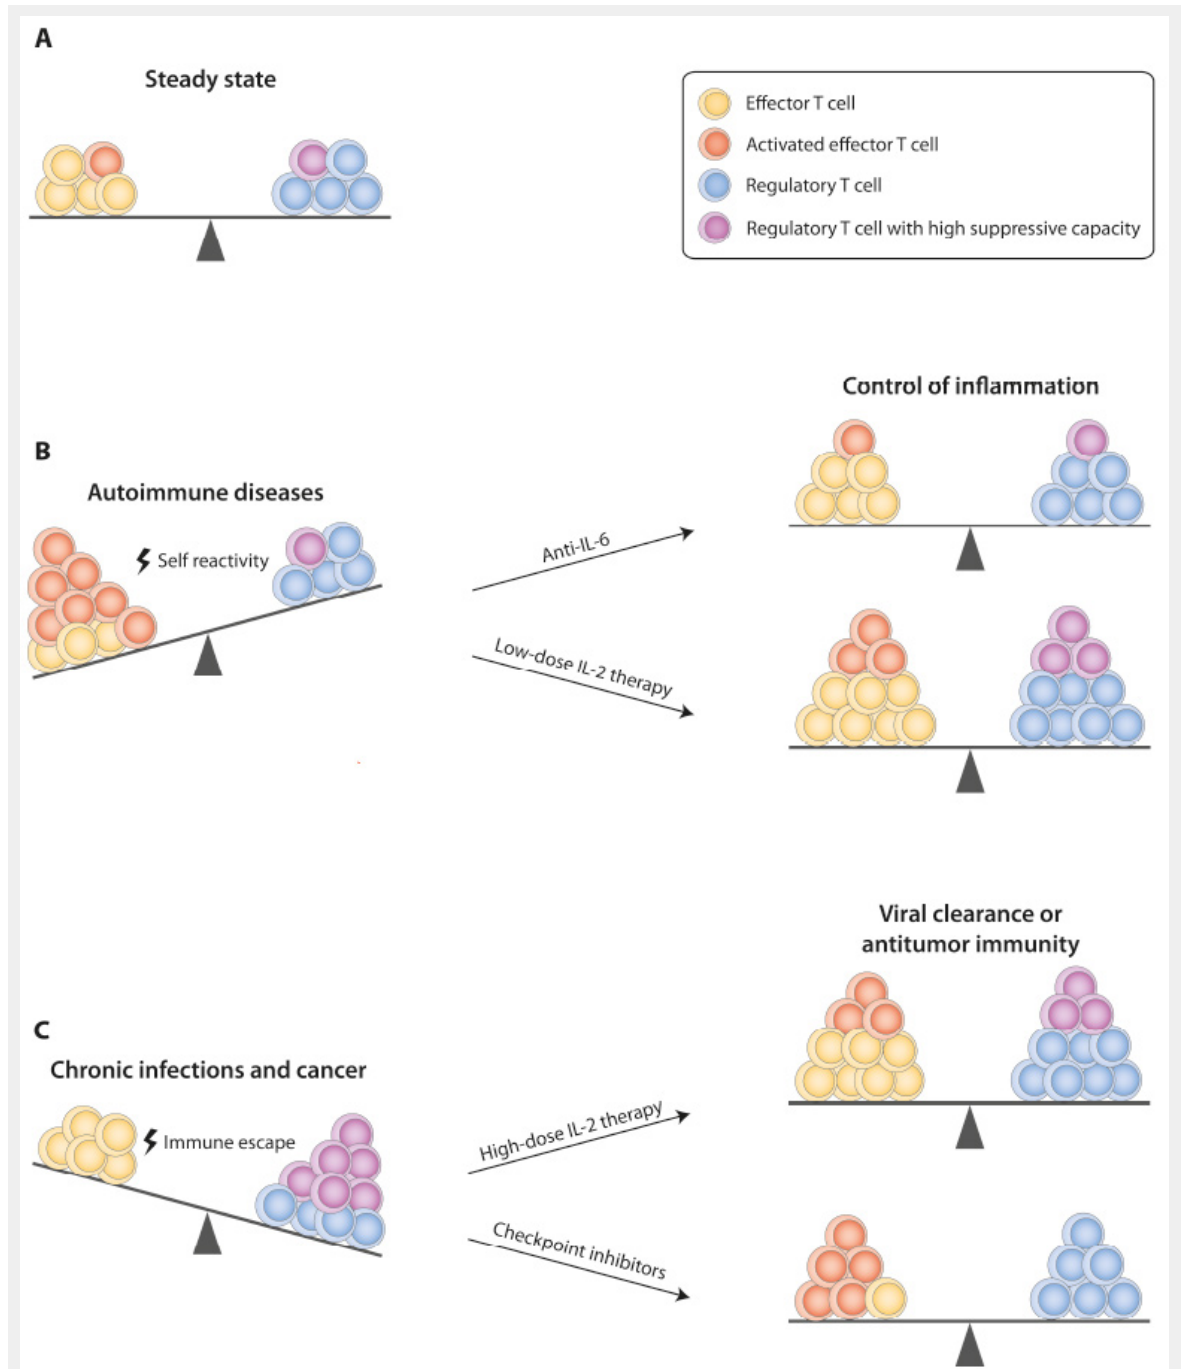 A
Steady state
Effector T cell
Activated effector T cell
Regulatory T cell
Regulatory T cell with high suppressive capacity
Control of inflammation
B
Autoimmune diseases
Self reactivity
Anti-IL-6
Low-dose IL-2 therapy
Viral clearance or
antitumor immunity
C
Chronic infections and cancer
Immune escape
High-dose IL-2 therapy
Checkpoint inhibitors